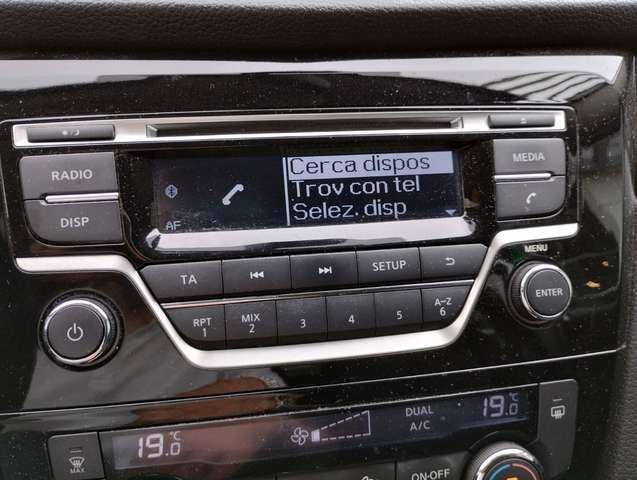 RADIO
MEDIA
DISP
AF
Cerca dispos
Trov con tel
Selez. disp
MENU
TA
SETUP
ENTER
RPT
1
MIX
2
3
4
5
A-Z
6
19.0 °C
DUAL
A/C
19.0 °C
MAX
ON·OFF